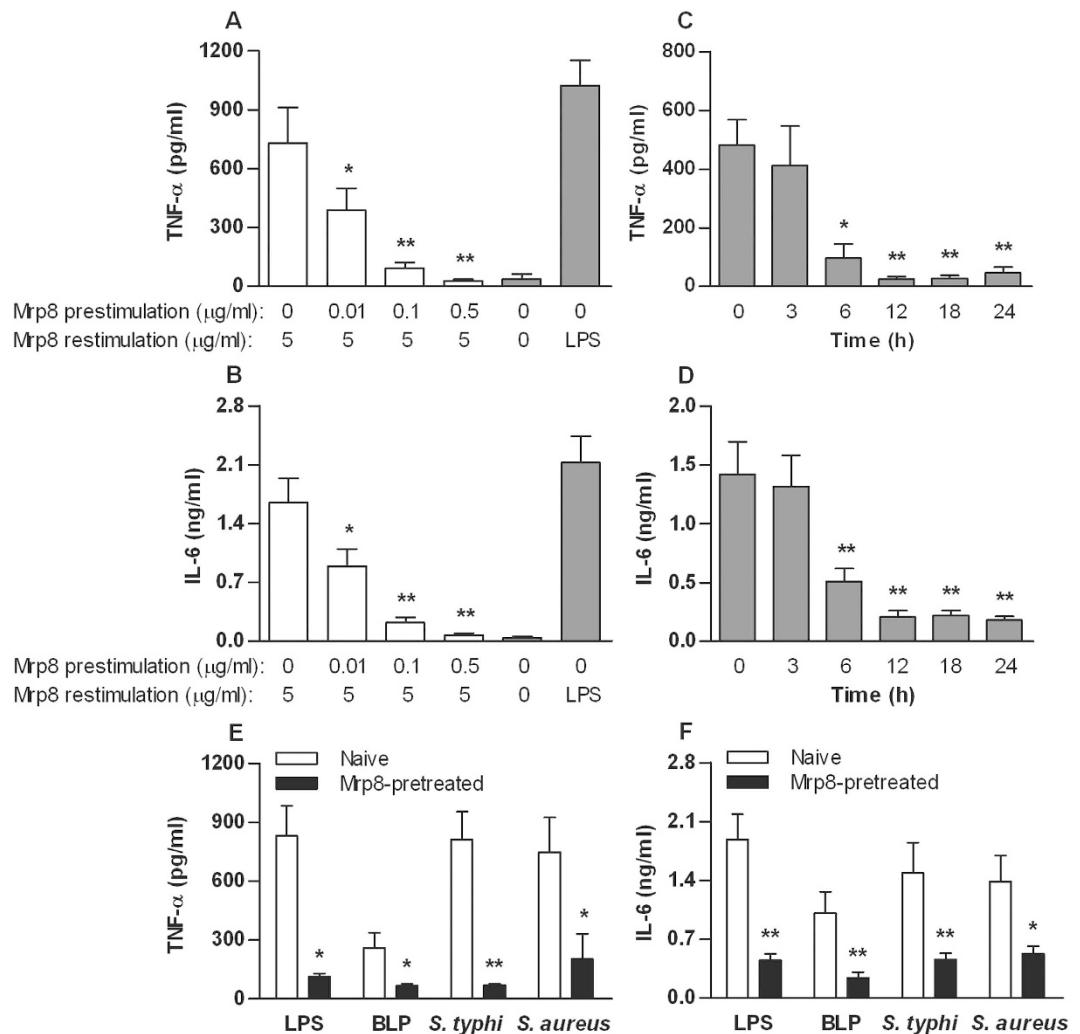 A
TNF-α (pg/ml)
1200
900
600
300
0
*
**
**
Mrp8 prestimulation (µg/ml): 0 0.01 0.1 0.5 0 0
Mrp8 restimulation (µg/ml): 5 5 5 5 0 LPS
C
TNF-α (pg/ml)
800
600
400
200
0
*
**
**
**
0 3 6 12 18 24
Time (h)
B
IL-6 (ng/ml)
2.8
2.1
1.4
0.7
0.0
*
**
**
Mrp8 prestimulation (µg/ml): 0 0.01 0.1 0.5 0 0
Mrp8 restimulation (µg/ml): 5 5 5 5 0 LPS
D
IL-6 (ng/ml)
2.0
1.5
1.0
0.5
0.0
**
**
**
**
0 3 6 12 18 24
Time (h)
E
Naive
Mrp8-pretreated
TNF-α (pg/ml)
1200
900
600
300
0
*
*
**
*
LPS BLP S. typhi S. aureus
F
Naive
Mrp8-pretreated
IL-6 (ng/ml)
2.8
2.1
1.4
0.7
0.0
**
**
**
*
LPS BLP S. typhi S. aureus